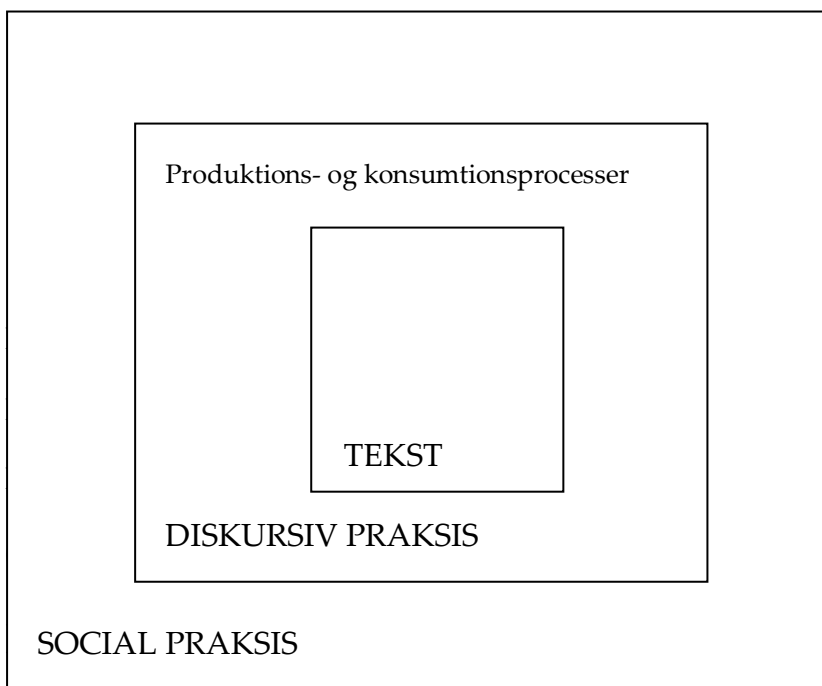 Produktions- og konsumtionsprocesser
TEKST
DISKURSIV PRAKSIS
SOCIAL PRAKSIS